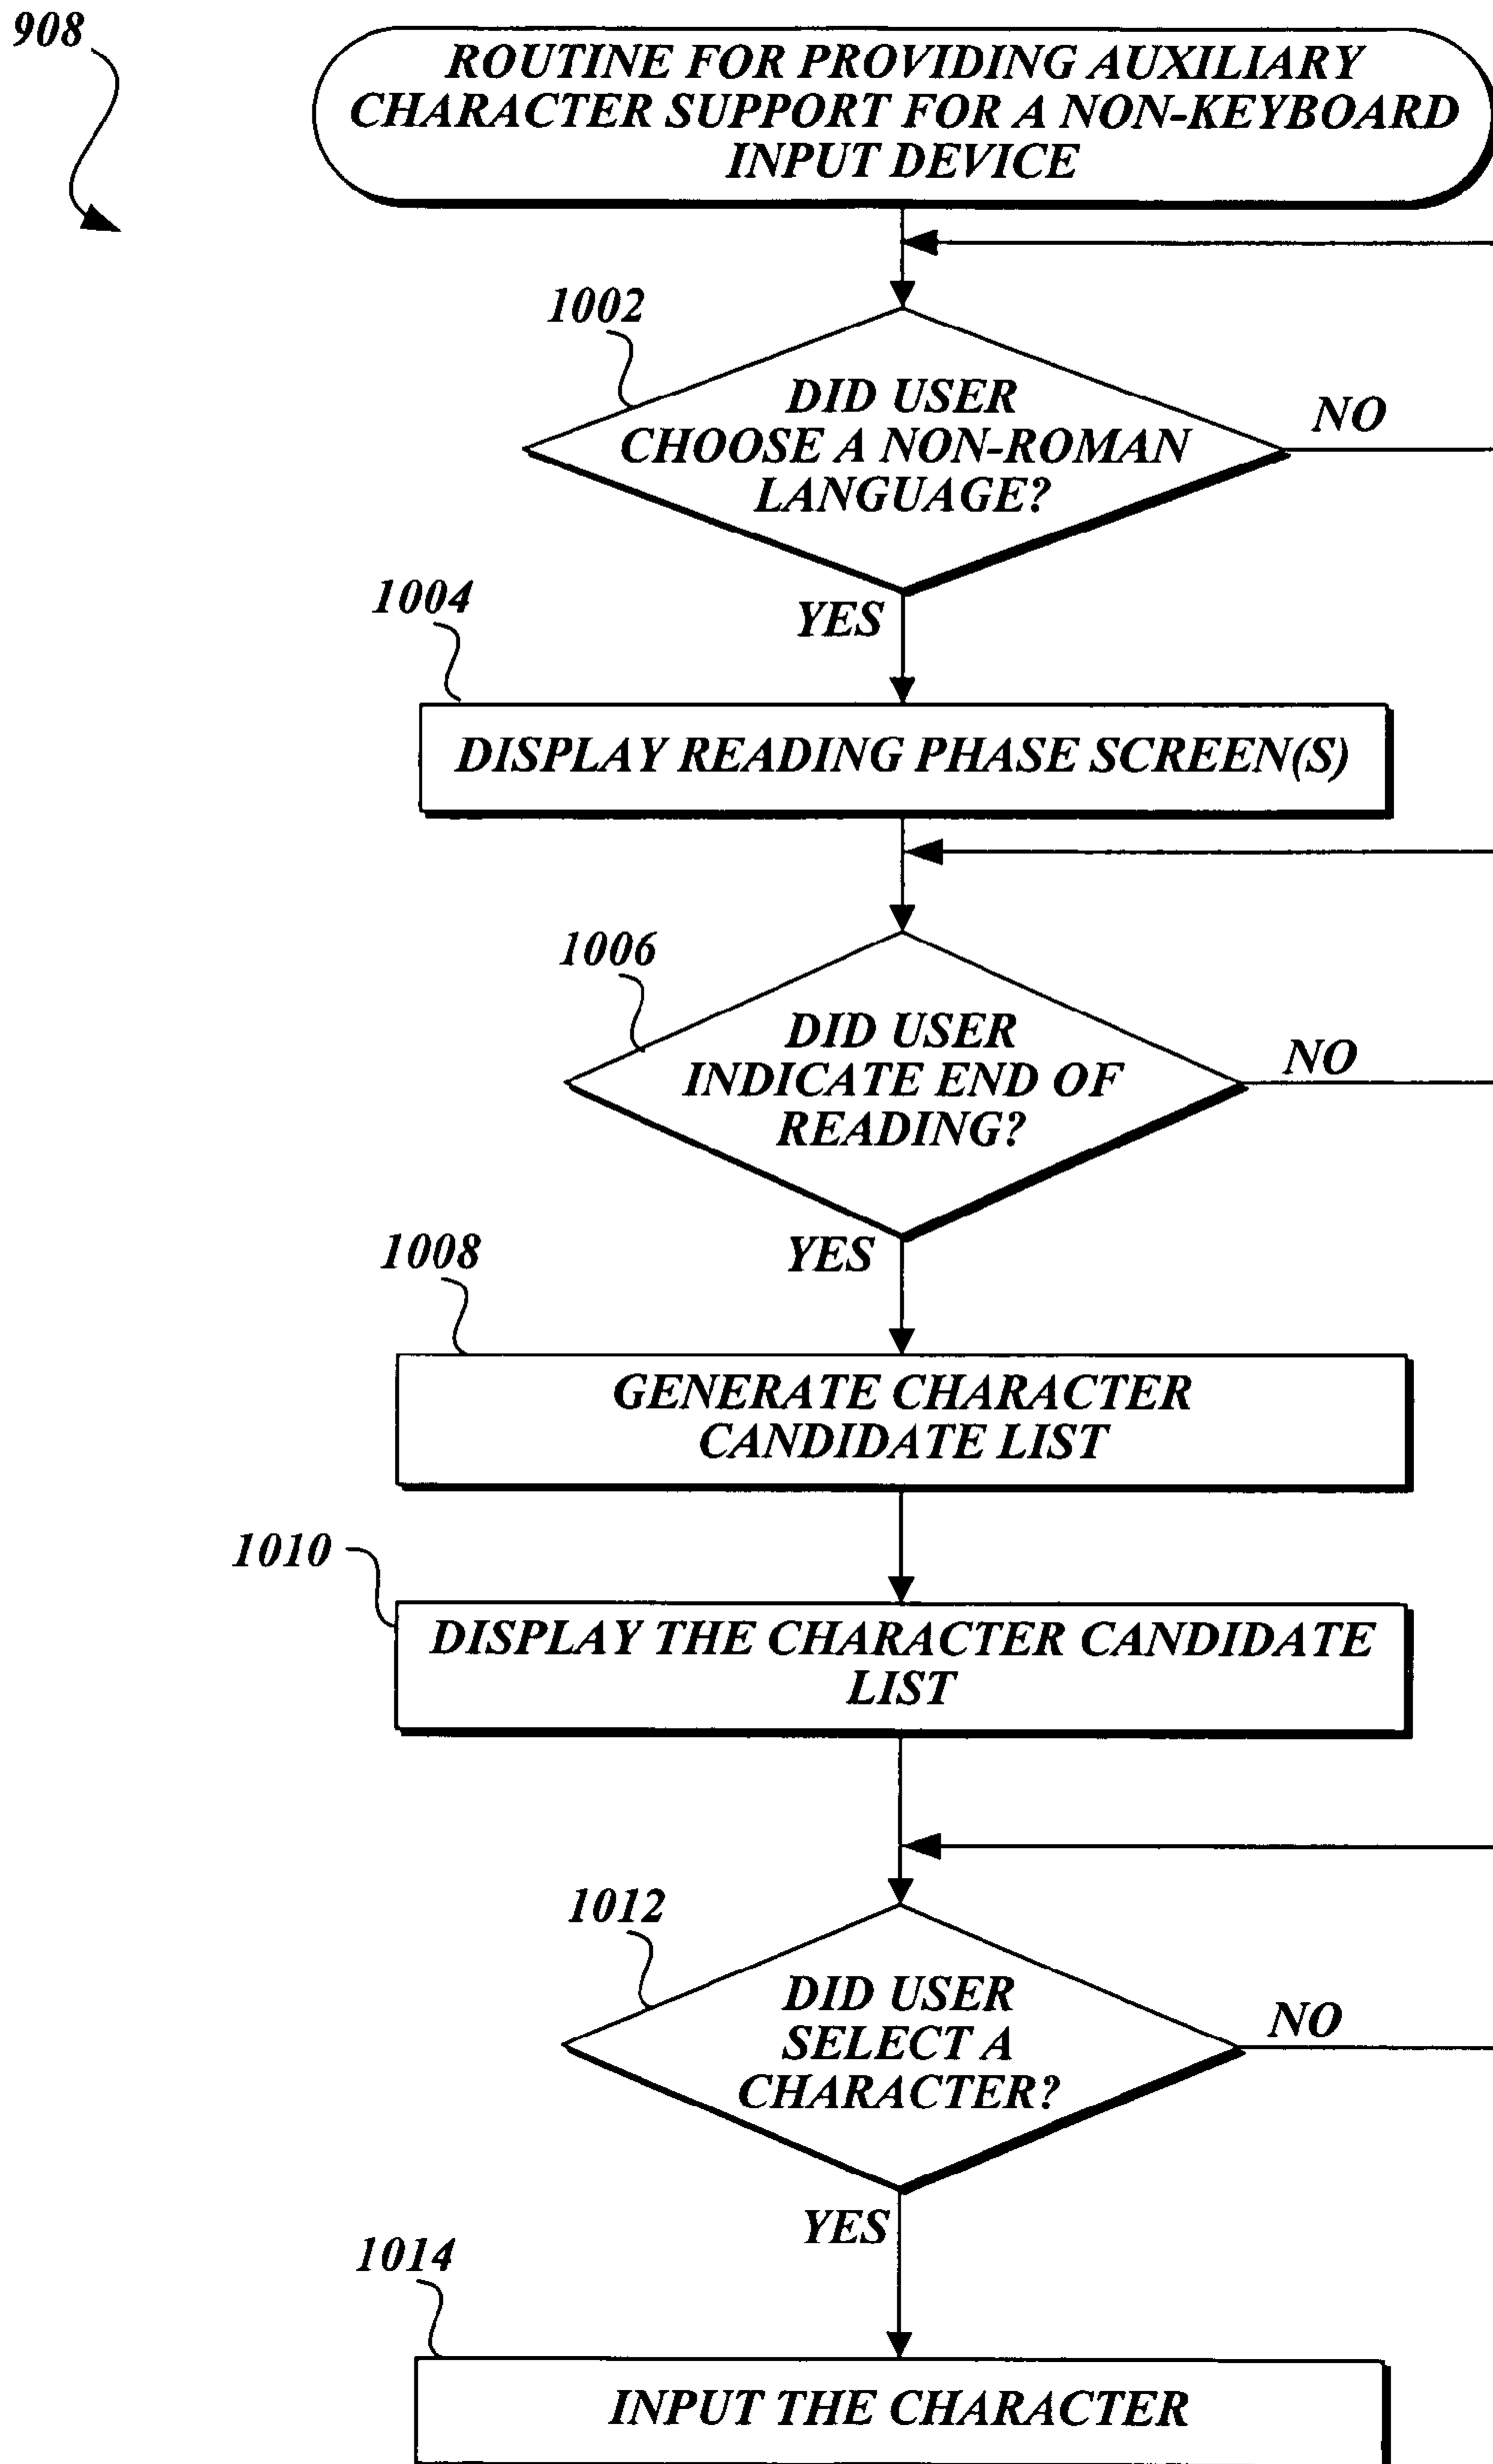 908
ROUTINE FOR PROVIDING AUXILIARY
CHARACTER SUPPORT FOR A NON-KEYBOARD
INPUT DEVICE
1002
DID USER
CHOOSE A NON-ROMAN
LANGUAGE?
NO
YES
1004
DISPLAY READING PHASE SCREEN(S)
1006
DID USER
INDICATE END OF
READING?
NO
YES
1008
GENERATE CHARACTER
CANDIDATE LIST
1010
DISPLAY THE CHARACTER CANDIDATE
LIST
1012
DID USER
SELECT A
CHARACTER?
NO
YES
1014
INPUT THE CHARACTER